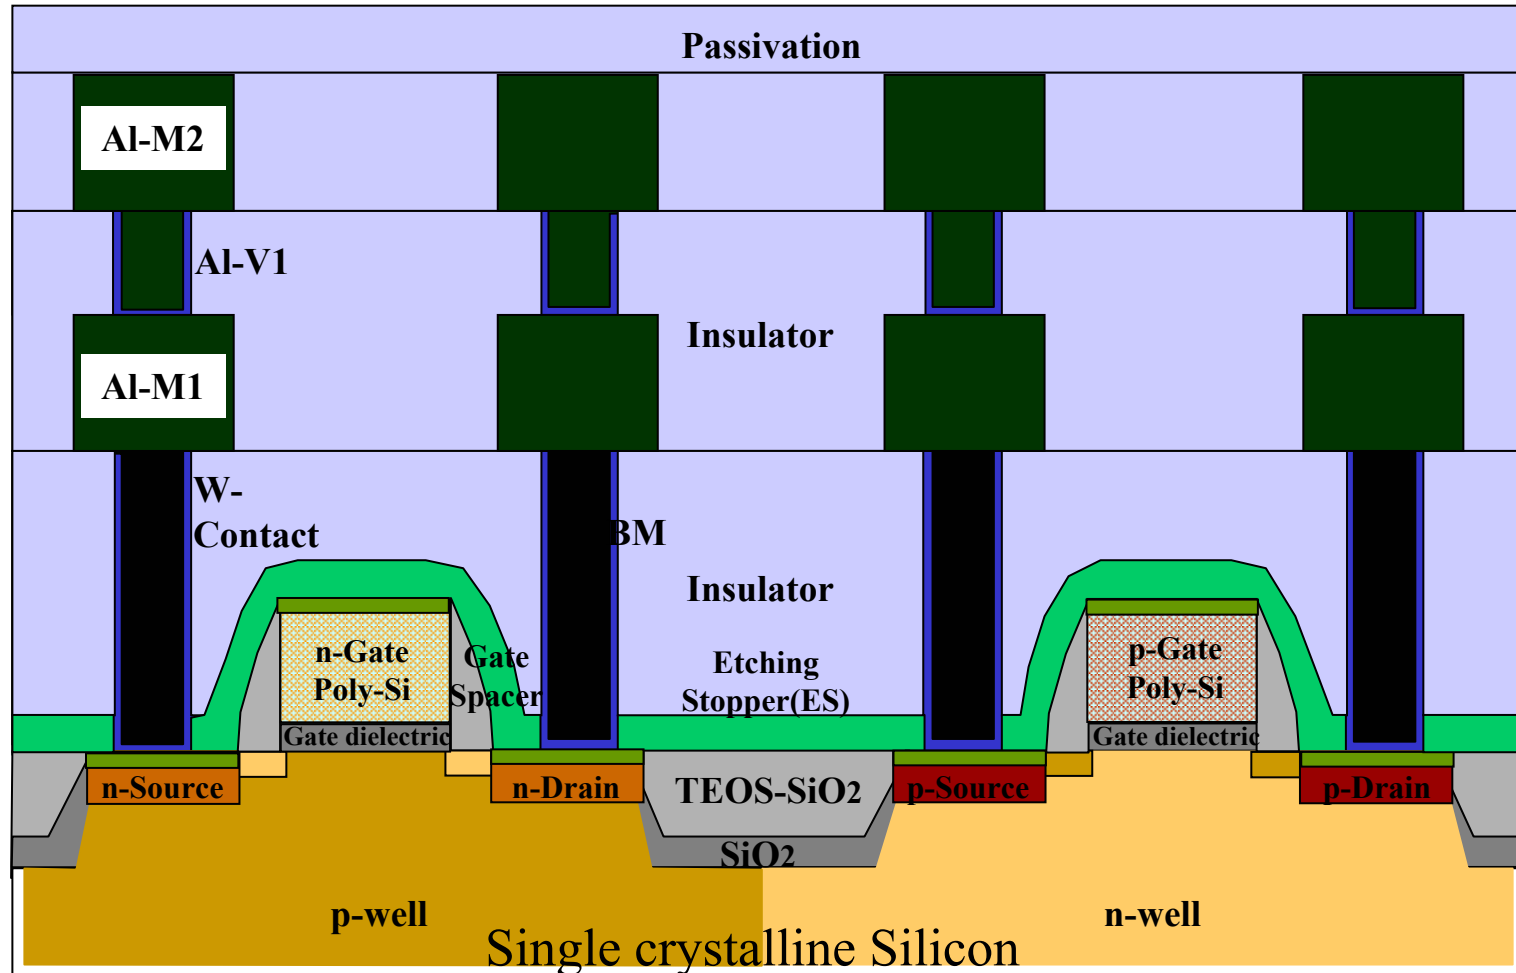 Passivation
Al-M2
Al-V1
Insulator
Al-M1
W-
Contact
BM
Insulator
n-Gate
Poly-Si
Gate
Spacer
Etching
Stopper(ES)
p-Gate
Poly-Si
Gate dielectric
Gate dielectric
n-Source
n-Drain
TEOS-SiO2
p-Source
p-Drain
SiO2
p-well
n-well
Single crystalline Silicon